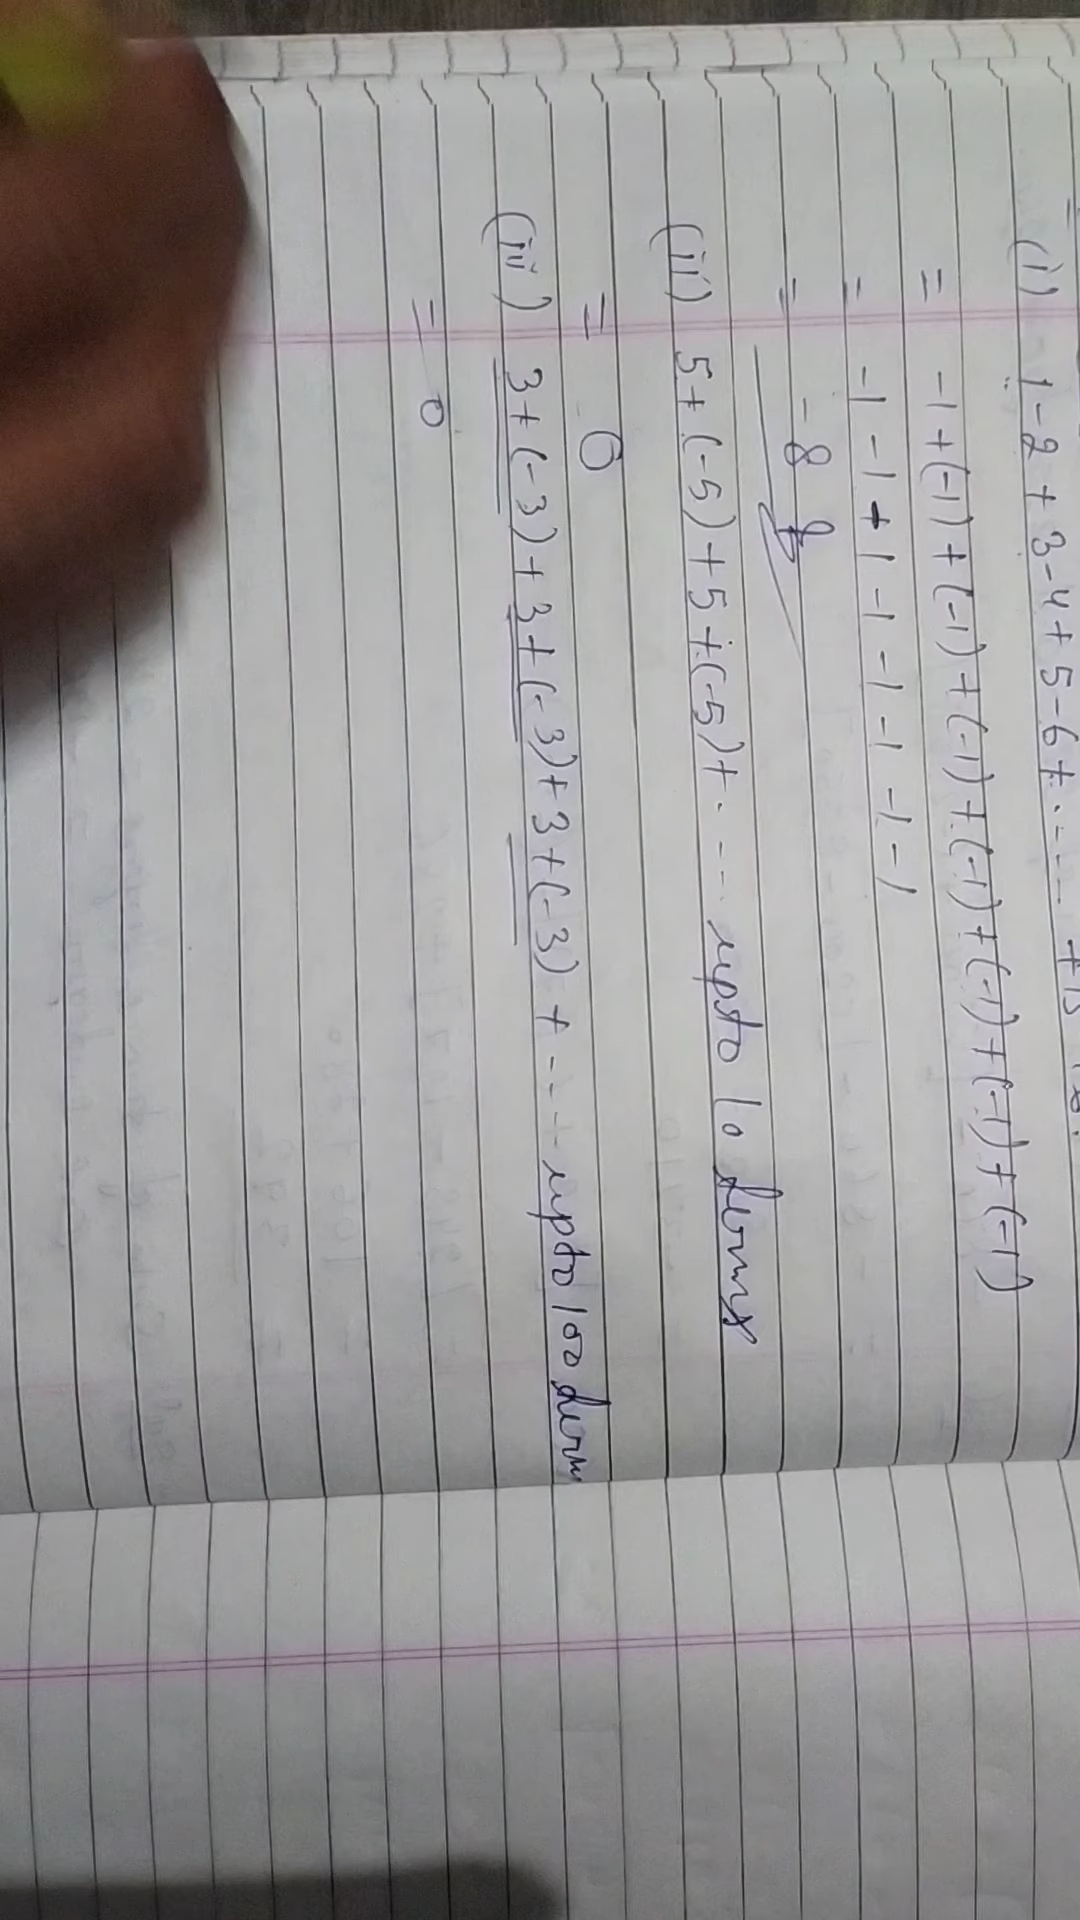 (i) 1-2+3-4+5-6+.... +15
= -1+(-1)+(-1)+(-1)+(-1)+(-1)+(-1)+(-1)
= -1-1+1-1-1-1-1-1
= -8
(ii) 5+(-5)+5+(-5)+.... upto 10 terms
= 0
(iii) 3+(-3)+3+(-3)+3+(-3)+.... upto 100 term
= 0